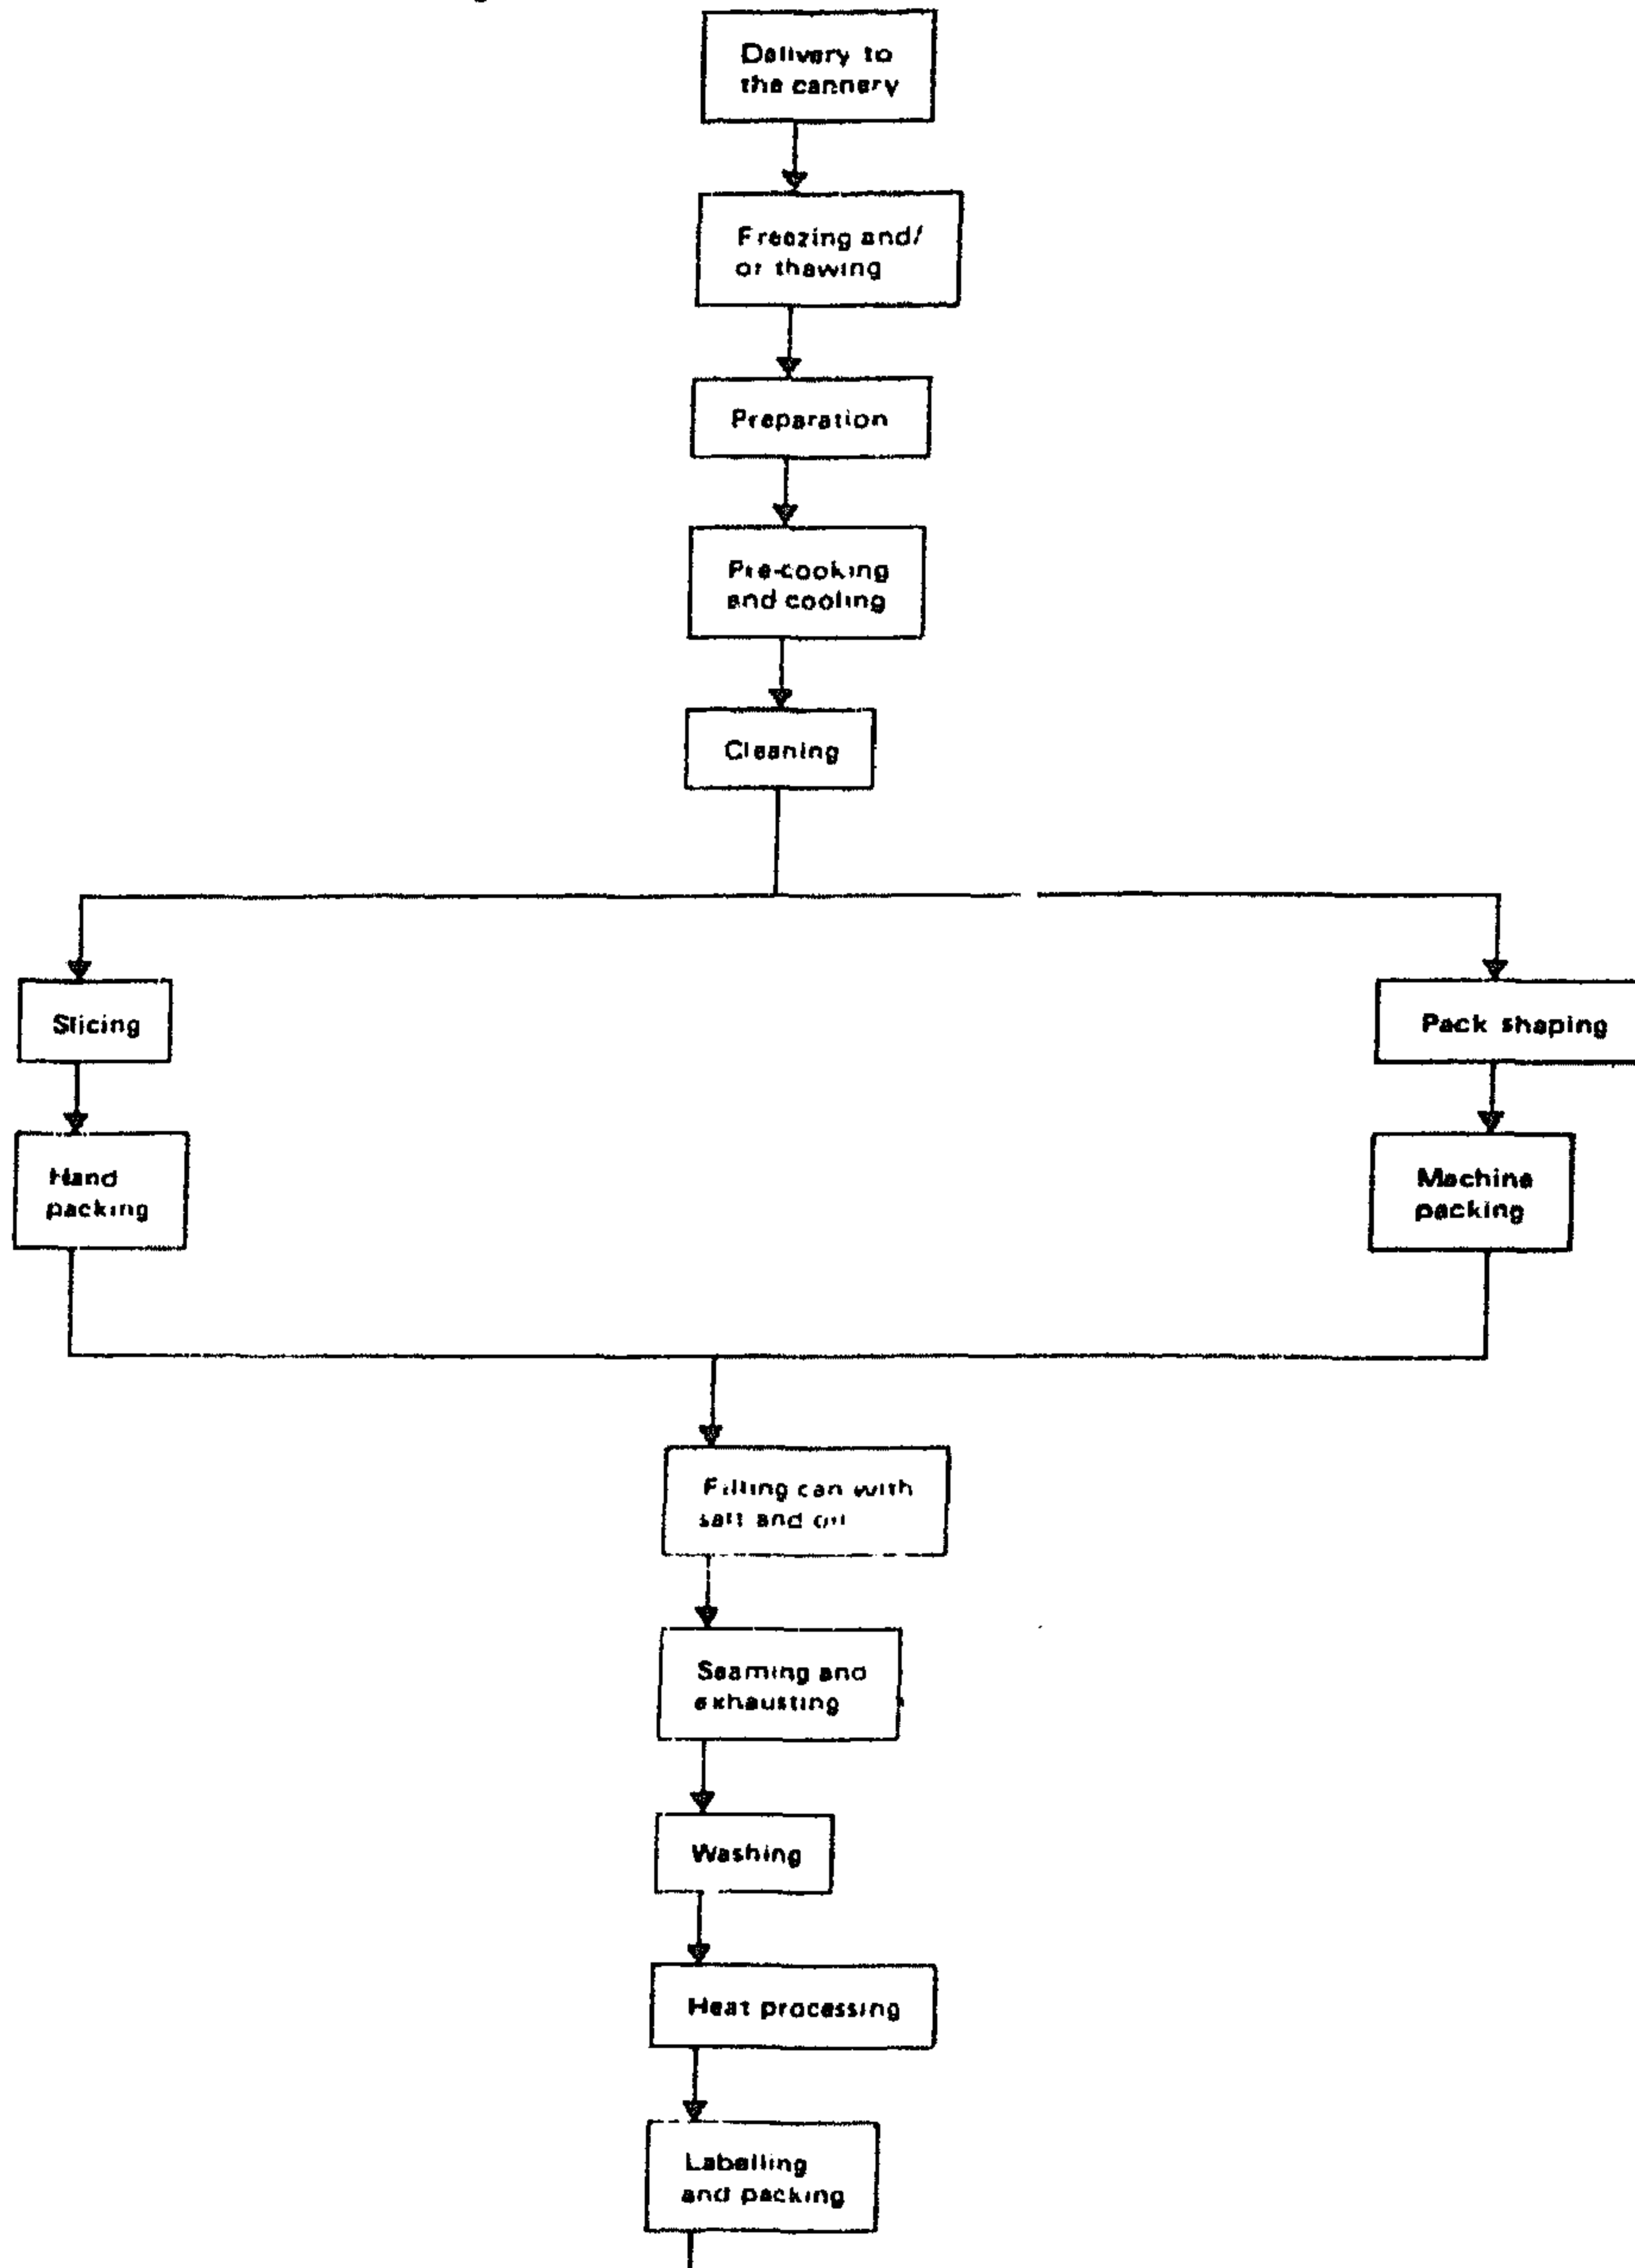 Delivery to
the cannery
Freezing and/
or thawing
Preparation
Pre-cooking
and cooling
Cleaning
Slicing
Pack shaping
Hand
packing
Machine
packing
Filling can with
salt and oil
Seaming and
exhausting
Washing
Heat processing
Labelling
and packing